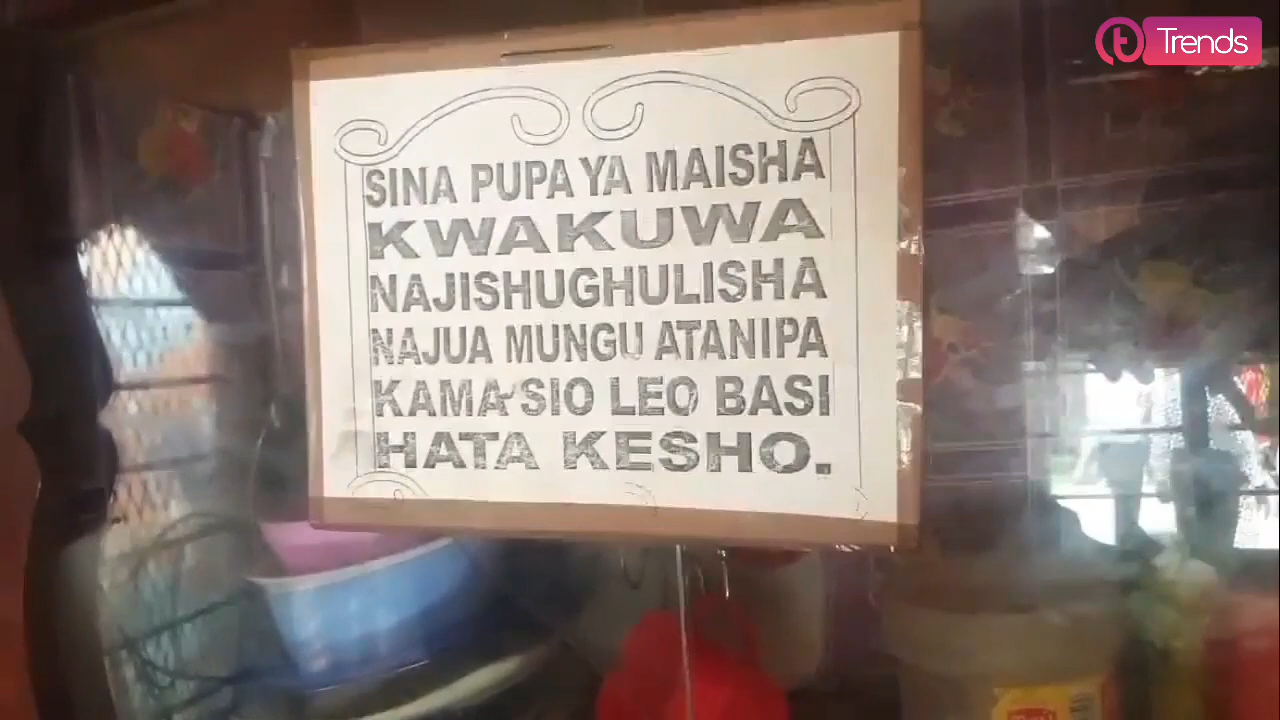 Trends
SINA PUPA YA MAISHA
KWAKUWA
NAJISHUGHULISHA
NAJUA MUNGU ATANIPA
KAMA SIO LEO BASI
HATA KESHO.